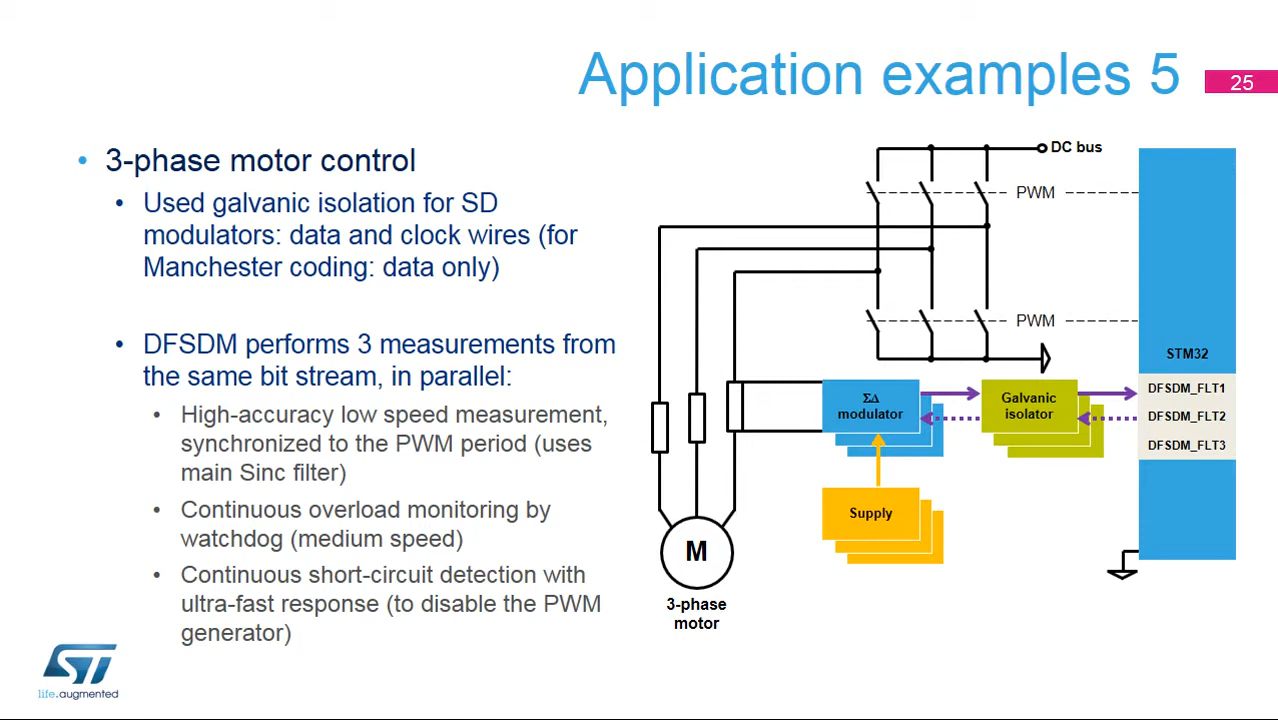 Application examples 5
25
3-phase motor control
Used galvanic isolation for SD
modulators: data and clock wires (for
Manchester coding: data only)
DFSDM performs 3 measurements from
the same bit stream, in parallel:
High-accuracy low speed measurement,
synchronized to the PWM period (uses
main Sinc filter)
Continuous overload monitoring by
watchdog (medium speed)
Continuous short-circuit detection with
ultra-fast response (to disable the PWM
generator)
DC bus
PWM
PWM
STM32
ΣΔ
modulator
Galvanic
isolator
DFSDM_FLT1
DFSDM_FLT2
DFSDM_FLT3
Supply
M
3-phase
motor
ST
life.augmented